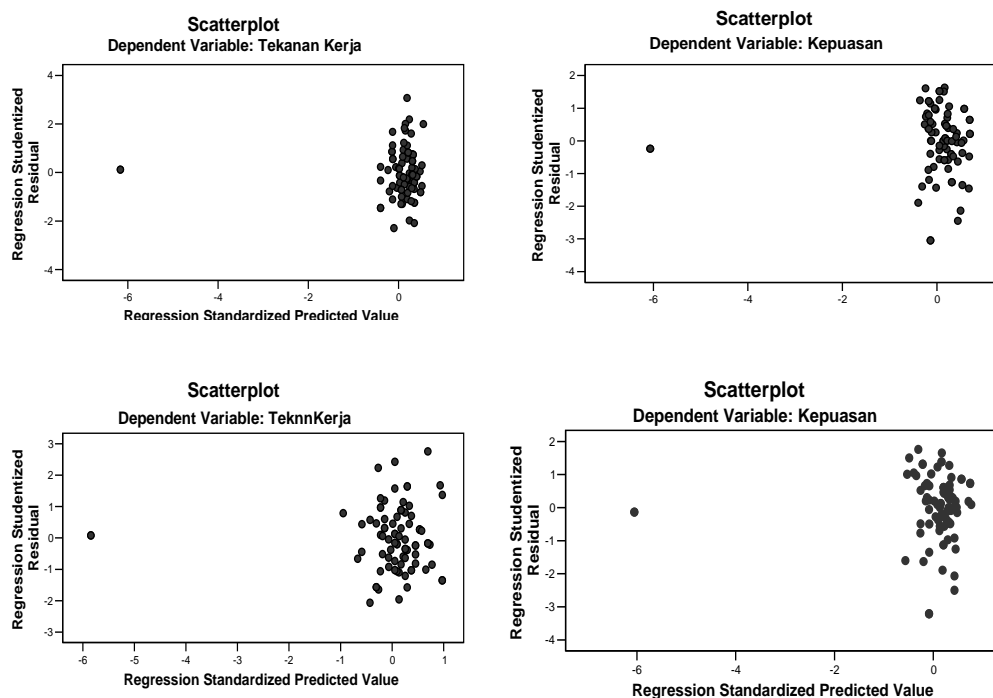 Scatterplot
Dependent Variable: Tekanan Kerja
Regression Studentized
Residual
4
2
0
-2
-4
-6
-4
-2
0
Regression Standardized Predicted Value
Scatterplot
Dependent Variable: Kepuasan
Regression Studentized
Residual
2
1
0
-1
-2
-3
-4
-6
-4
-2
0
Regression Standardized Predicted Value
Scatterplot
Dependent Variable: TeknnKerja
Regression Studentized
Residual
3
2
1
0
-1
-2
-3
-6
-5
-4
-3
-2
-1
0
1
Regression Standardized Predicted Value
Scatterplot
Dependent Variable: Kepuasan
Regression Studentized
Residual
2
1
0
-1
-2
-3
-4
-6
-4
-2
0
Regression Standardized Predicted Value